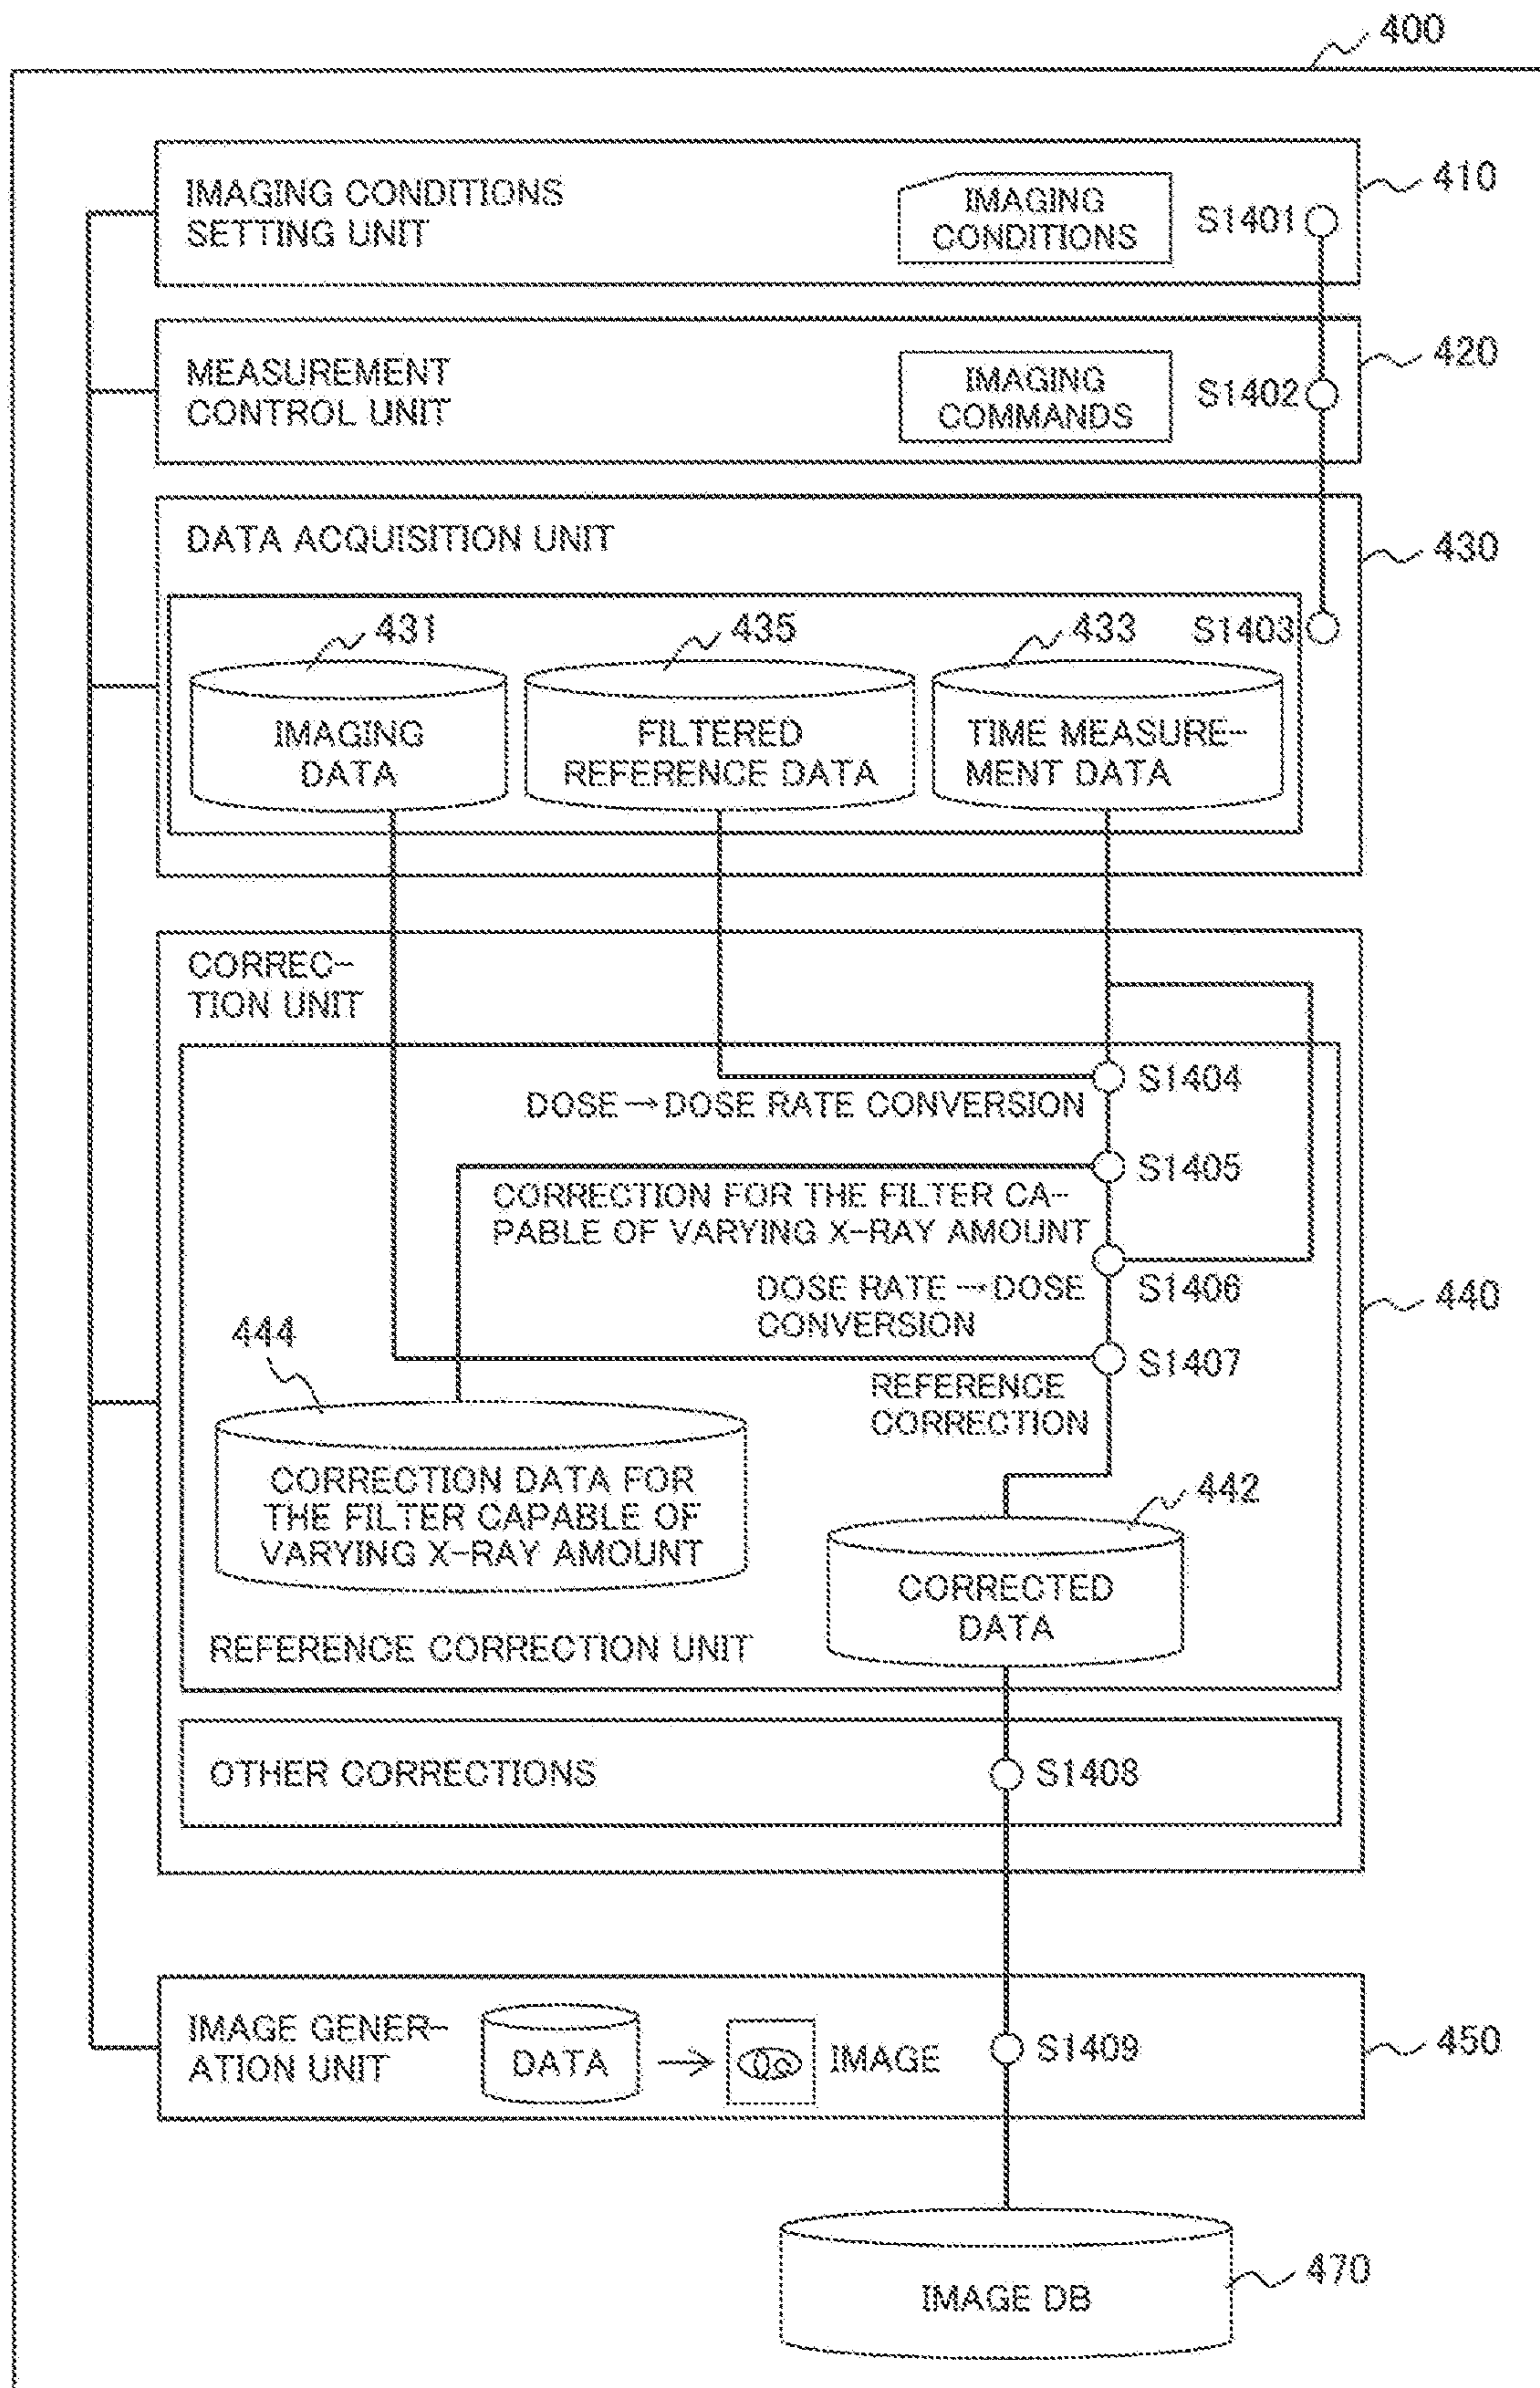 400
IMAGING CONDITIONS
SETTING UNIT
IMAGING
CONDITIONS
S1401
410
MEASUREMENT
CONTROL UNIT
IMAGING
COMMANDS
S1402
420
DATA ACQUISITION UNIT
430
431
435
433
S1403
IMAGING
DATA
FILTERED
REFERENCE DATA
TIME MEASURE-
MENT DATA
CORREC-
TION UNIT
S1404
DOSE→DOSE RATE CONVERSION
S1405
CORRECTION FOR THE FILTER CA-
PABLE OF VARYING X-RAY AMOUNT
S1406
DOSE RATE→DOSE
CONVERSION
440
444
S1407
REFERENCE
CORRECTION
CORRECTION DATA FOR
THE FILTER CAPABLE OF
VARYING X-RAY AMOUNT
442
CORRECTED
DATA
REFERENCE CORRECTION UNIT
OTHER CORRECTIONS
S1408
IMAGE GENER-
ATION UNIT
DATA
→
IMAGE
S1409
450
IMAGE DB
470